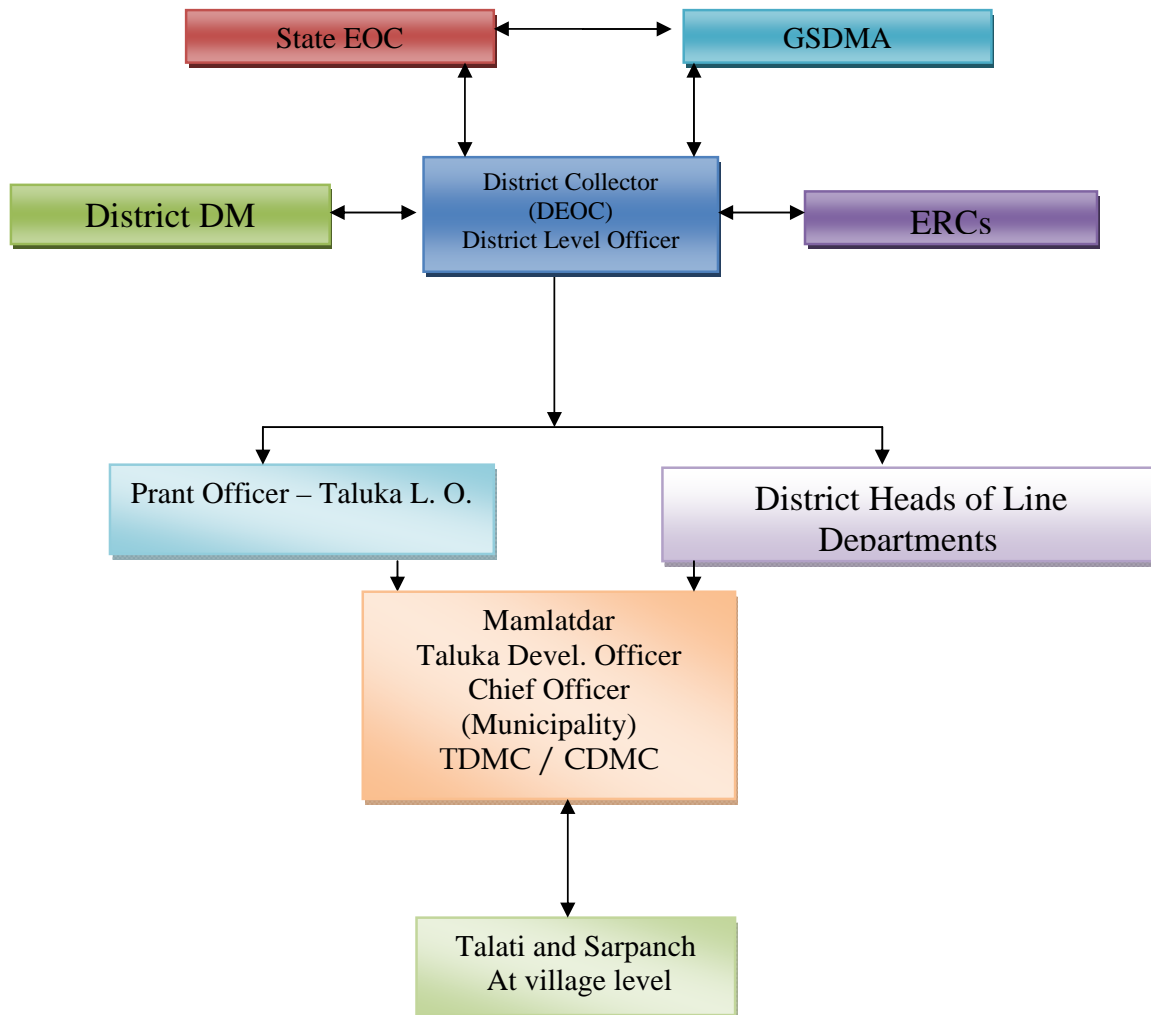 State EOC
GSDMA
District Collector
(DEOC)
District Level Officer
District DM
ERCs
Prant Officer – Taluka L. O.
District Heads of Line
Departments
Mamlatdar
Taluka Devel. Officer
Chief Officer
(Municipality)
TDMC / CDMC
Talati and Sarpanch
At village level